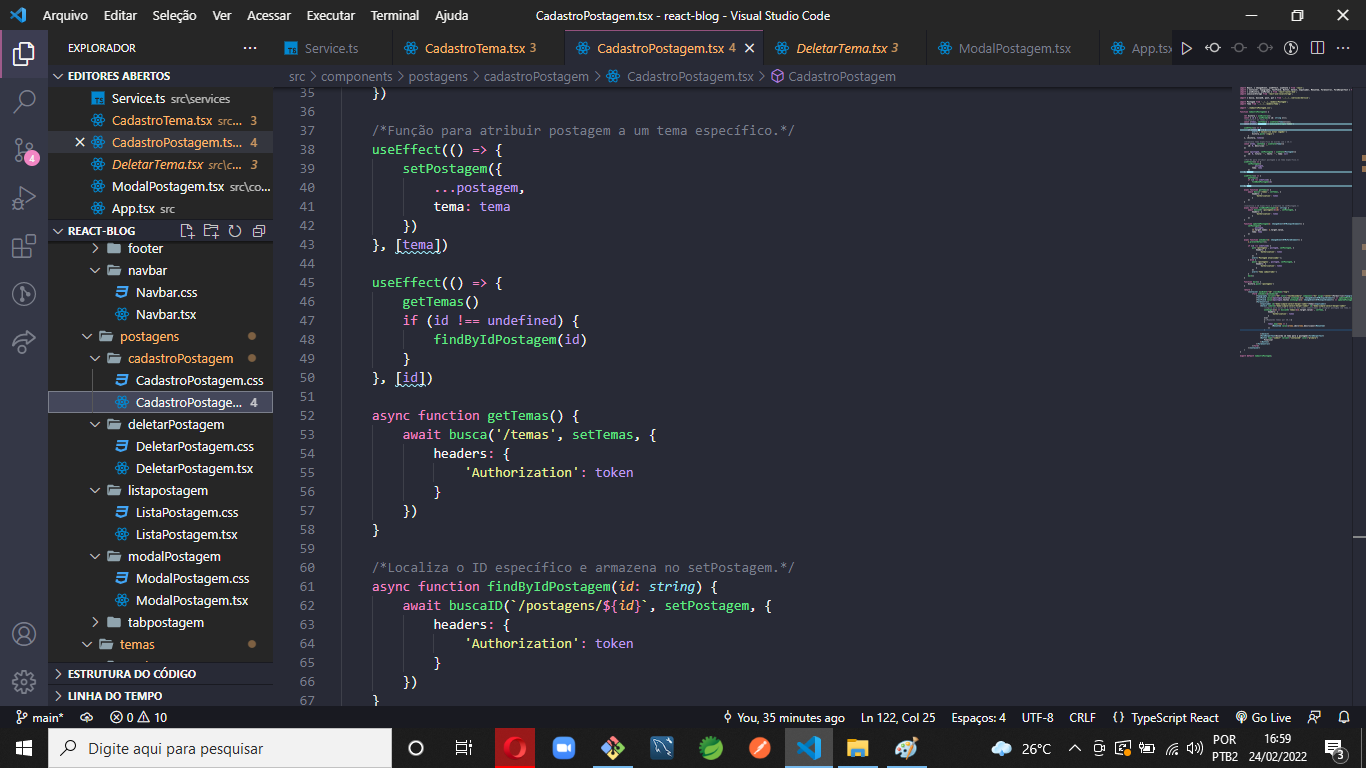 Arquivo Editar Seleção Ver Acessar Executar Terminal Ajuda
CadastroPostagem.tsx - react-blog - Visual Studio Code
EXPLORADOR
Service.ts
CadastroTema.tsx 3
CadastroPostagem.tsx 4
DeletarTema.tsx 3
ModalPostagem.tsx
App.tsx
EDITORES ABERTOS
Service.ts src\services
CadastroTema.tsx src... 3
CadastroPostagem.ts... 4
DeletarTema.tsx src\c... 3
ModalPostagem.tsx src\co...
App.tsx src
REACT-BLOG
footer
navbar
Navbar.css
Navbar.tsx
postagens
cadastroPostagem
CadastroPostagem.css
CadastroPostage... 4
deletarPostagem
DeletarPostagem.css
DeletarPostagem.tsx
listapostagem
ListaPostagem.css
ListaPostagem.tsx
modalPostagem
ModalPostagem.css
ModalPostagem.tsx
tabpostagem
temas
ESTRUTURA DO CÓDIGO
LINHA DO TEMPO
4
src > components > postagens > cadastroPostagem > CadastroPostagem.tsx > CadastroPostagem
35 })
36
37 /*Função para atribuir postagem a um tema específico.*/
38 useEffect(() => {
39 setPostagem({
40 ...postagem,
41 tema: tema
42 })
43 }, [tema])
44
45 useEffect(() => {
46 getTemas()
47 if (id !== undefined) {
48 findByIdPostagem(id)
49 }
50 }, [id])
51
52 async function getTemas() {
53 await busca('/temas', setTemas, {
54 headers: {
55 'Authorization': token
56 }
57 })
58 }
59
60 /*Localiza o ID específico e armazena no setPostagem.*/
61 async function findByIdPostagem(id: string) {
62 await buscaID(`/postagens/${id}`, setPostagem, {
63 headers: {
64 'Authorization': token
65 }
66 })
67 }
main* 0 10
You, 35 minutes ago Ln 122, Col 25 Espaços: 4 UTF-8 CRLF {} TypeScript React Go Live
Digite aqui para pesquisar
26°C
POR
PTB2
16:59
24/02/2022
3